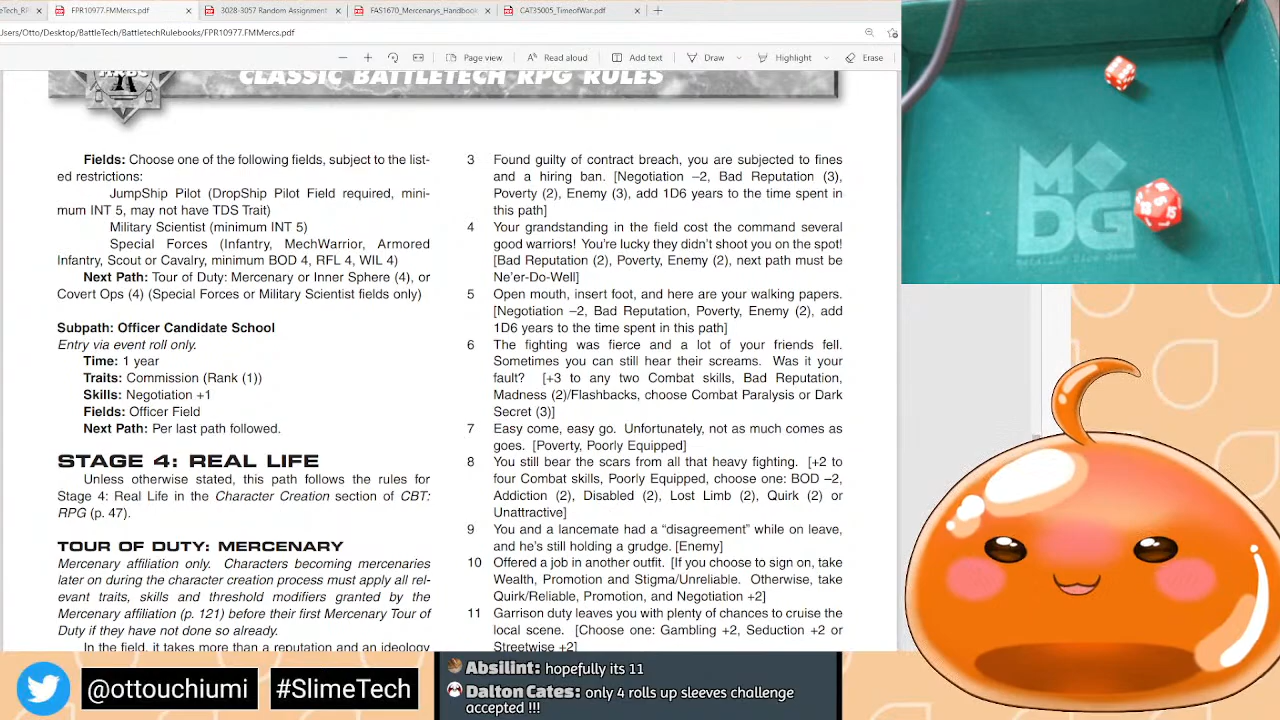 FPR10977.FMMercs.pdf
3028-3057 Random Assignment
FAS1670_Mercenarys_Handbook
CAT35005_TimeofWar.pdf
Users/Otto/Desktop/BattleTech/BattletechRulebooks/FPR10977.FMMercs.pdf
Page view
Read aloud
Add text
Draw
Highlight
Erase
CLASSIC BATTLETECH RPG RULES
Fields: Choose one of the following fields, subject to the list-
ed restrictions:
JumpShip Pilot (DropShip Pilot Field required, mini-
mum INT 5, may not have TDS Trait)
Military Scientist (minimum INT 5)
Special Forces (Infantry, MechWarrior, Armored
Infantry, Scout or Cavalry, minimum BOD 4, RFL 4, WIL 4)
Next Path: Tour of Duty: Mercenary or Inner Sphere (4), or
Covert Ops (4) (Special Forces or Military Scientist fields only)
Subpath: Officer Candidate School
Entry via event roll only.
Time: 1 year
Traits: Commission (Rank (1))
Skills: Negotiation +1
Fields: Officer Field
Next Path: Per last path followed.
STAGE 4: REAL LIFE
Unless otherwise stated, this path follows the rules for
Stage 4: Real Life in the Character Creation section of CBT:
RPG (p. 47).
TOUR OF DUTY: MERCENARY
Mercenary affiliation only. Characters becoming mercenaries
later on during the character creation process must apply all rel-
evant traits, skills and threshold modifiers granted by the
Mercenary affiliation (p. 121) before their first Mercenary Tour of
Duty if they have not done so already.
In the field, it takes more than a reputation and an ideology
3 Found guilty of contract breach, you are subjected to fines
and a hiring ban. [Negotiation –2, Bad Reputation (3),
Poverty (2), Enemy (3), add 1D6 years to the time spent in
this path]
4 Your grandstanding in the field cost the command several
good warriors! You're lucky they didn't shoot you on the spot!
[Bad Reputation (2), Poverty, Enemy (2), next path must be
Ne'er-Do-Well]
5 Open mouth, insert foot, and here are your walking papers.
[Negotiation –2, Bad Reputation, Poverty, Enemy (2), add
1D6 years to the time spent in this path]
6 The fighting was fierce and a lot of your friends fell.
Sometimes you can still hear their screams. Was it your
fault? [+3 to any two Combat skills, Bad Reputation,
Madness (2)/Flashbacks, choose Combat Paralysis or Dark
Secret (3)]
7 Easy come, easy go. Unfortunately, not as much comes as
goes. [Poverty, Poorly Equipped]
8 You still bear the scars from all that heavy fighting. [+2 to
four Combat skills, Poorly Equipped, choose one: BOD –2,
Addiction (2), Disabled (2), Lost Limb (2), Quirk (2) or
Unattractive]
9 You and a lancemate had a "disagreement" while on leave,
and he's still holding a grudge. [Enemy]
10 Offered a job in another outfit. [If you choose to sign on, take
Wealth, Promotion and Stigma/Unreliable. Otherwise, take
Quirk/Reliable, Promotion, and Negotiation +2]
11 Garrison duty leaves you with plenty of chances to cruise the
local scene. [Choose one: Gambling +2, Seduction +2 or
Streetwise +2]
@ottouchiumi
#SlimeTech
Absilint: hopefully its 11
Dalton Cates: only 4 rolls up sleeves challenge
accepted !!!